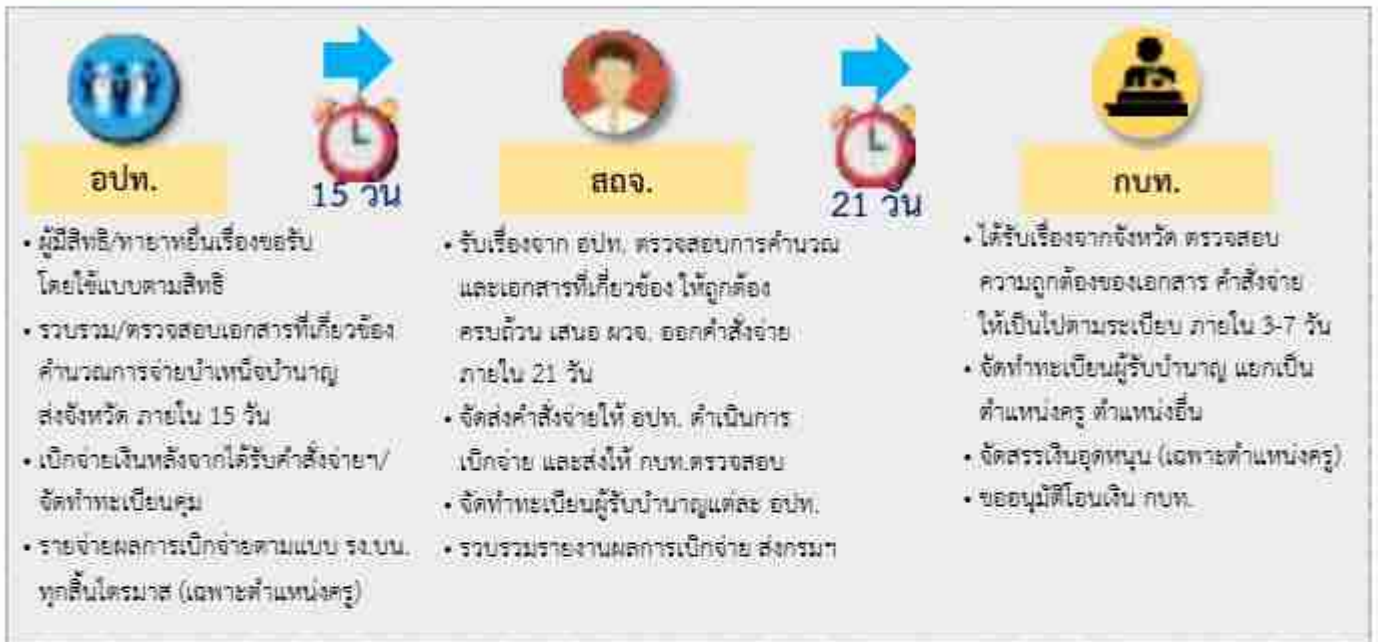 อปท.
15 วัน
สถจ.
21 วัน
กบท.
• ผู้มีสิทธิ/ทายาทยื่นเรื่องขอรับ
โดยใช้แบบตามสิทธิ
• รวบรวม/ตรวจสอบเอกสารที่เกี่ยวข้อง
คำนวณการจ่ายบำเหน็จบำนาญ
ส่งจังหวัด ภายใน 15 วัน
• เบิกจ่ายเงินหลังจากได้รับคำสั่งจ่ายฯ/
จัดทำทะเบียนคุม
• รายจ่ายผลการเบิกจ่ายตามแบบ รง.บน.
ทุกสิ้นไตรมาส (เฉพาะตำแหน่งครู)
• รับเรื่องจาก อปท. ตรวจสอบการคำนวณ
และเอกสารที่เกี่ยวข้อง ให้ถูกต้อง
ครบถ้วน เสนอ ผวจ. ออกคำสั่งจ่าย
ภายใน 21 วัน
• จัดส่งคำสั่งจ่ายให้ อปท. ดำเนินการ
เบิกจ่าย และส่งให้ กบท.ตรวจสอบ
• จัดทำทะเบียนผู้รับบำนาญแต่ละ อปท.
• รวบรวมรายงานผลการเบิกจ่าย ส่งกรมฯ
• ได้รับเรื่องจากจังหวัด ตรวจสอบ
ความถูกต้องของเอกสาร คำสั่งจ่าย
ให้เป็นไปตามระเบียบ ภายใน 3-7 วัน
• จัดทำทะเบียนผู้รับบำนาญ แยกเป็น
ตำแหน่งครู ตำแหน่งอื่น
• จัดสรรเงินอุดหนุน (เฉพาะตำแหน่งครู)
• ขออนุมัติโอนเงิน กบท.